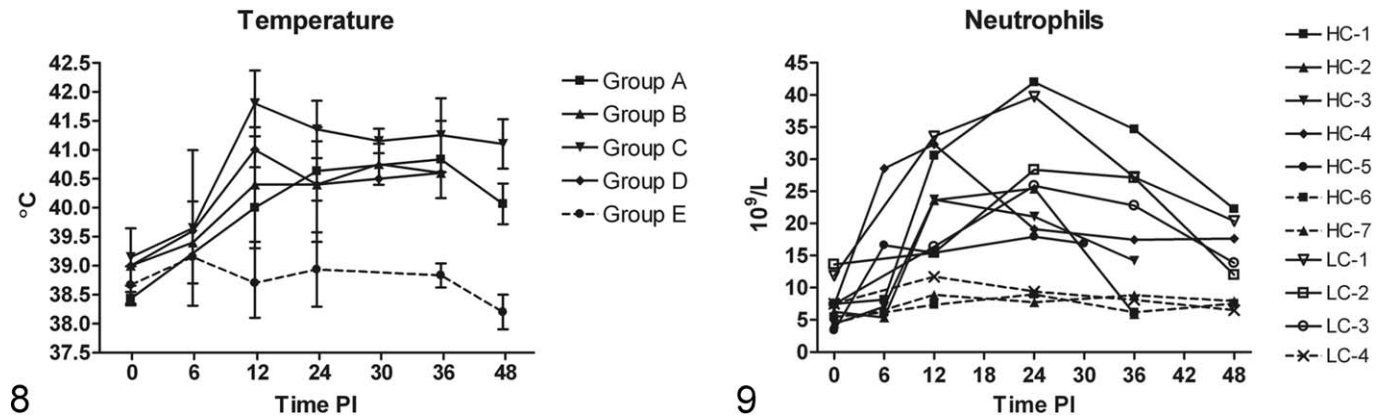 Temperature
42.5
42.0
41.5
41.0
40.5
40.0
39.5
39.0
38.5
38.0
37.5
°C
0 6 12 24 30 36 48
Time PI
Group A
Group B
Group C
Group D
Group E
8
Neutrophils
45
40
35
30
25
20
15
10
5
0
10⁹/L
0 6 12 18 24 30 36 42 48
Time PI
HC-1
HC-2
HC-3
HC-4
HC-5
HC-6
HC-7
LC-1
LC-2
LC-3
LC-4
9